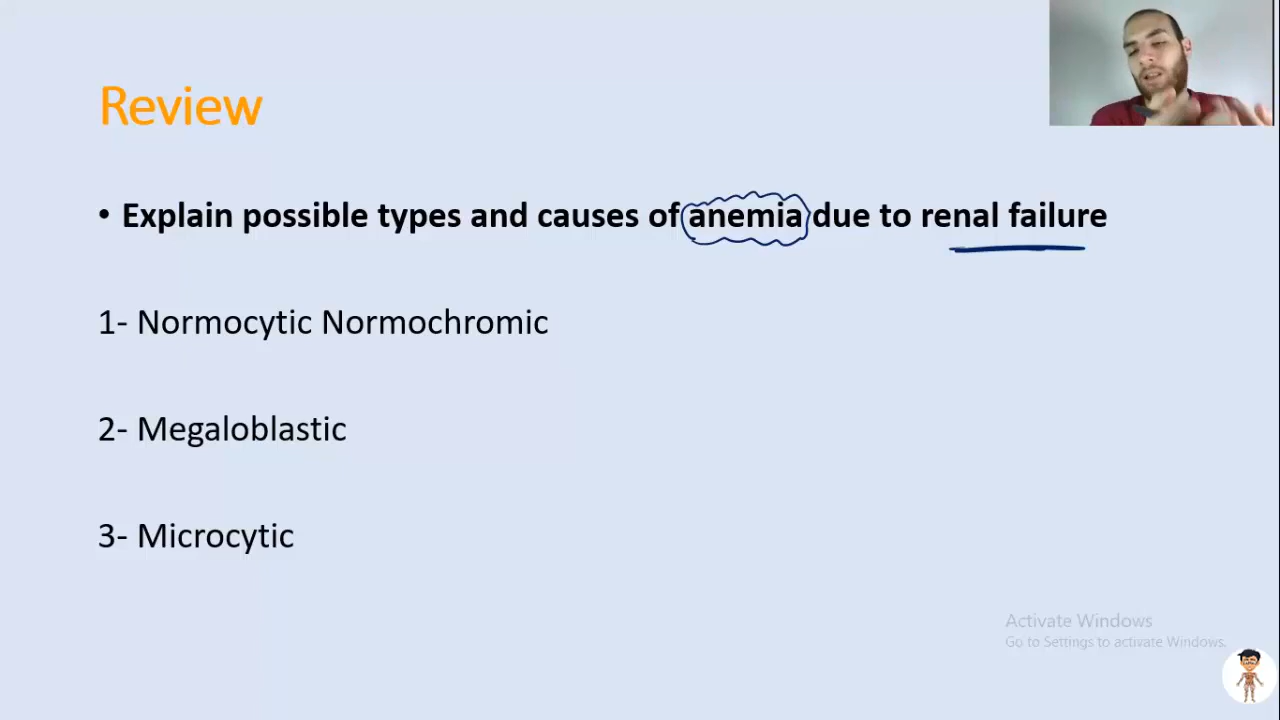 Review
• Explain possible types and causes of anemia due to renal failure
1- Normocytic Normochromic
2- Megaloblastic
3- Microcytic
Activate Windows
Go to Settings to activate Windows.